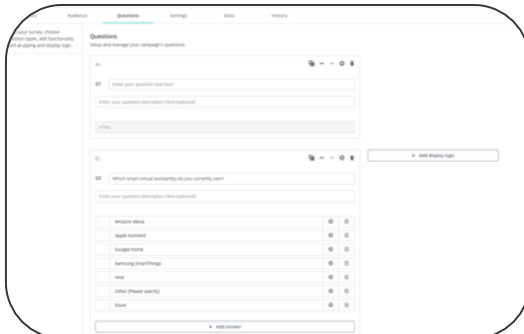 Audience Questions Settings Data History
your survey, choose
question types, add functionality
such as piping and display logic.
Questions
Setup and manage your campaign's questions
Q1 Enter your question text here
Enter your question description here (optional)
HTML
+ Add display logic
Q2 Which smart virtual assistant(s) do you currently own?
Enter your question description here (optional)
Amazon Alexa
Apple HomeKit
Google Home
Samsung SmartThings
Hive
Other (Please specify)
None
+ Add answer